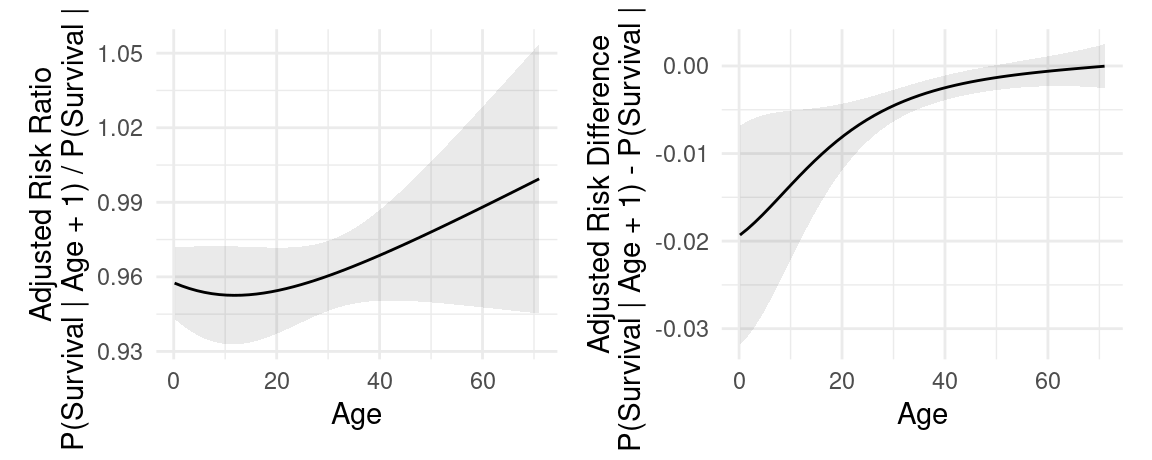 Adjusted Risk Ratio
P(Survival | Age + 1) / P(Survival |
1.05
1.02
0.99
0.96
0.93
0
20
40
60
Age
Adjusted Risk Difference
P(Survival | Age + 1) - P(Survival |
0.00
-0.01
-0.02
-0.03
0
20
40
60
Age